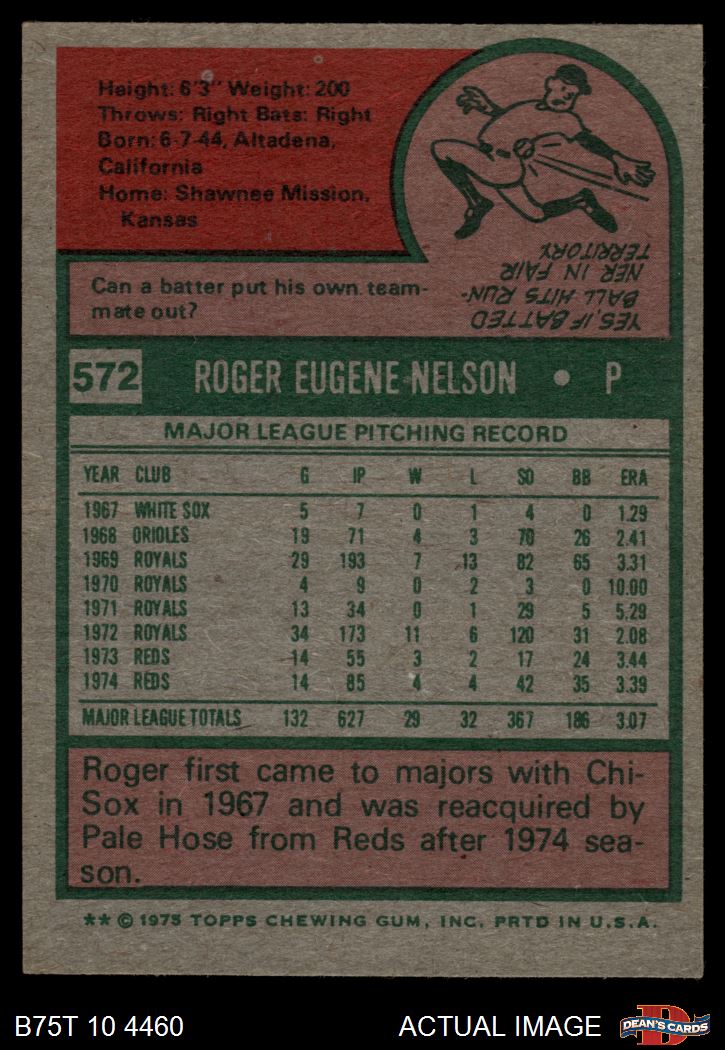 Height: 6'3" Weight: 200
Throws: Right Bats: Right
Born: 6-7-44, Altadena,
California
Home: Shawnee Mission,
Kansas
Can a batter put his own team-
mate out?
YES, IF BATTED
BALL HITS RUN-
NER IN FAIR
TERRITORY.
572 ROGER EUGENE NELSON • P
MAJOR LEAGUE PITCHING RECORD
YEAR CLUB G IP W L SO BB ERA
1967 WHITE SOX 5 7 0 1 4 0 1.29
1968 ORIOLES 19 71 4 3 70 26 2.41
1969 ROYALS 29 193 7 13 82 65 3.31
1970 ROYALS 4 9 0 2 3 0 10.00
1971 ROYALS 13 34 0 1 29 5 5.29
1972 ROYALS 34 173 11 6 120 31 2.08
1973 REDS 14 55 3 2 17 24 3.44
1974 REDS 14 85 4 4 42 35 3.39
MAJOR LEAGUE TOTALS 132 627 29 32 367 186 3.07
Roger first came to majors with Chi-
Sox in 1967 and was reacquired by
Pale Hose from Reds after 1974 sea-
son.
** © 1975 TOPPS CHEWING GUM, INC. PRTD IN U.S.A.
B75T 10 4460 ACTUAL IMAGE D DEAN'S CARDS